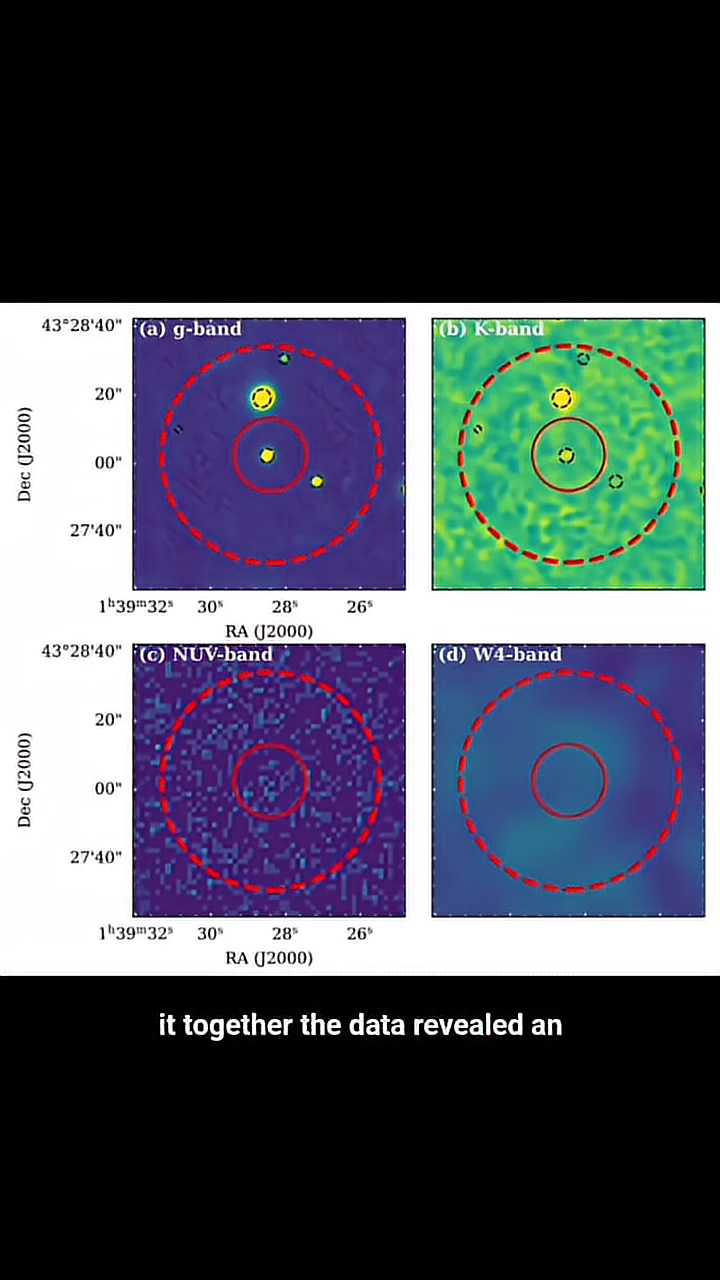 (a) g-band
(b) K-band
43°28'40"
20"
00"
27'40"
Dec (J2000)
1ʰ39ᵐ32ˢ 30ˢ 28ˢ 26ˢ
RA (J2000)
(c) NUV-band
(d) W4-band
43°28'40"
20"
00"
27'40"
Dec (J2000)
1ʰ39ᵐ32ˢ 30ˢ 28ˢ 26ˢ
RA (J2000)
it together the data revealed an